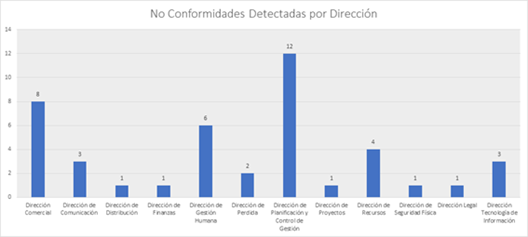 No Conformidades Detectadas por Dirección
14
12
10
8
6
4
2
0
8
3
1
1
6
2
12
1
4
1
1
3
Dirección
Comercial
Dirección de
Comunicación
Dirección de
Distribución
Dirección de
Finanzas
Dirección de
Gestión
Humana
Dirección de
Perdida
Dirección de
Planificación y
Control de
Gestión
Dirección de
Proyectos
Dirección de
Recursos
Dirección de
Seguridad Física
Dirección Legal
Dirección
Tecnología de
Información